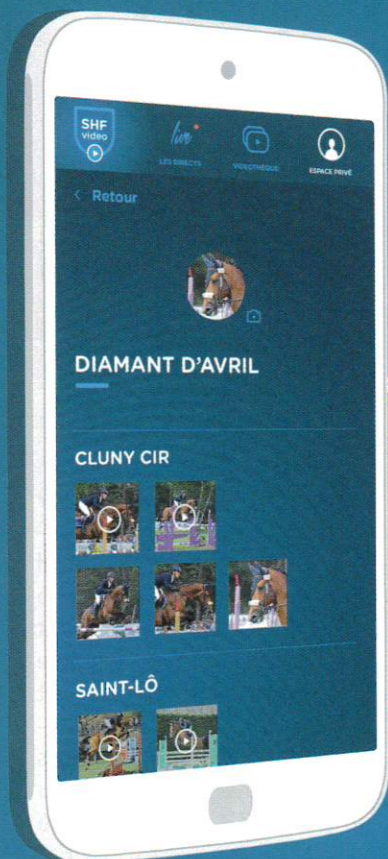 SHF
video
live
LES DIRECTS
VIDÉOTHÈQUE
ESPACE PRIVÉ
< Retour
DIAMANT D'AVRIL
CLUNY CIR
SAINT-LÔ